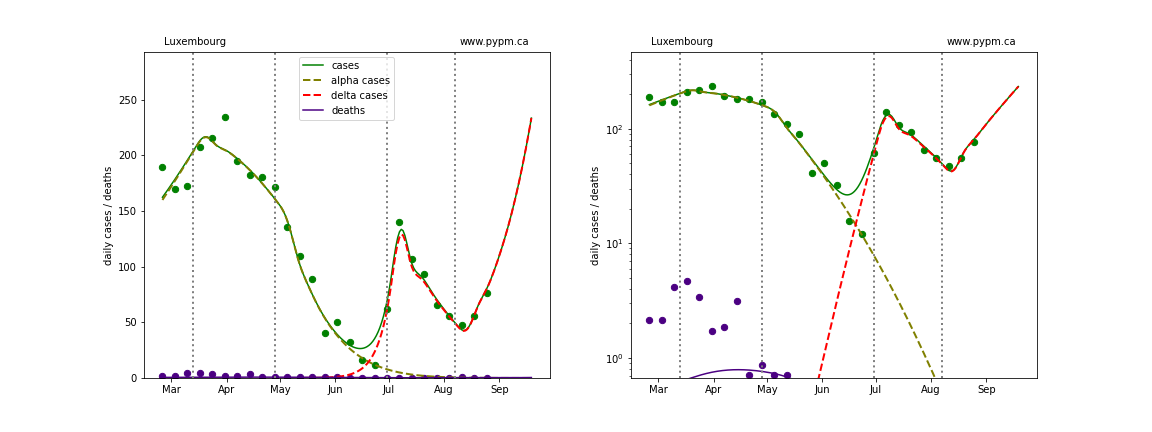 Luxembourg www.pypm.ca
daily cases / deaths
250
200
150
100
50
0
cases
alpha cases
delta cases
deaths
Mar Apr May Jun Jul Aug Sep
Luxembourg www.pypm.ca
daily cases / deaths
10²
10¹
10⁰
Mar Apr May Jun Jul Aug Sep